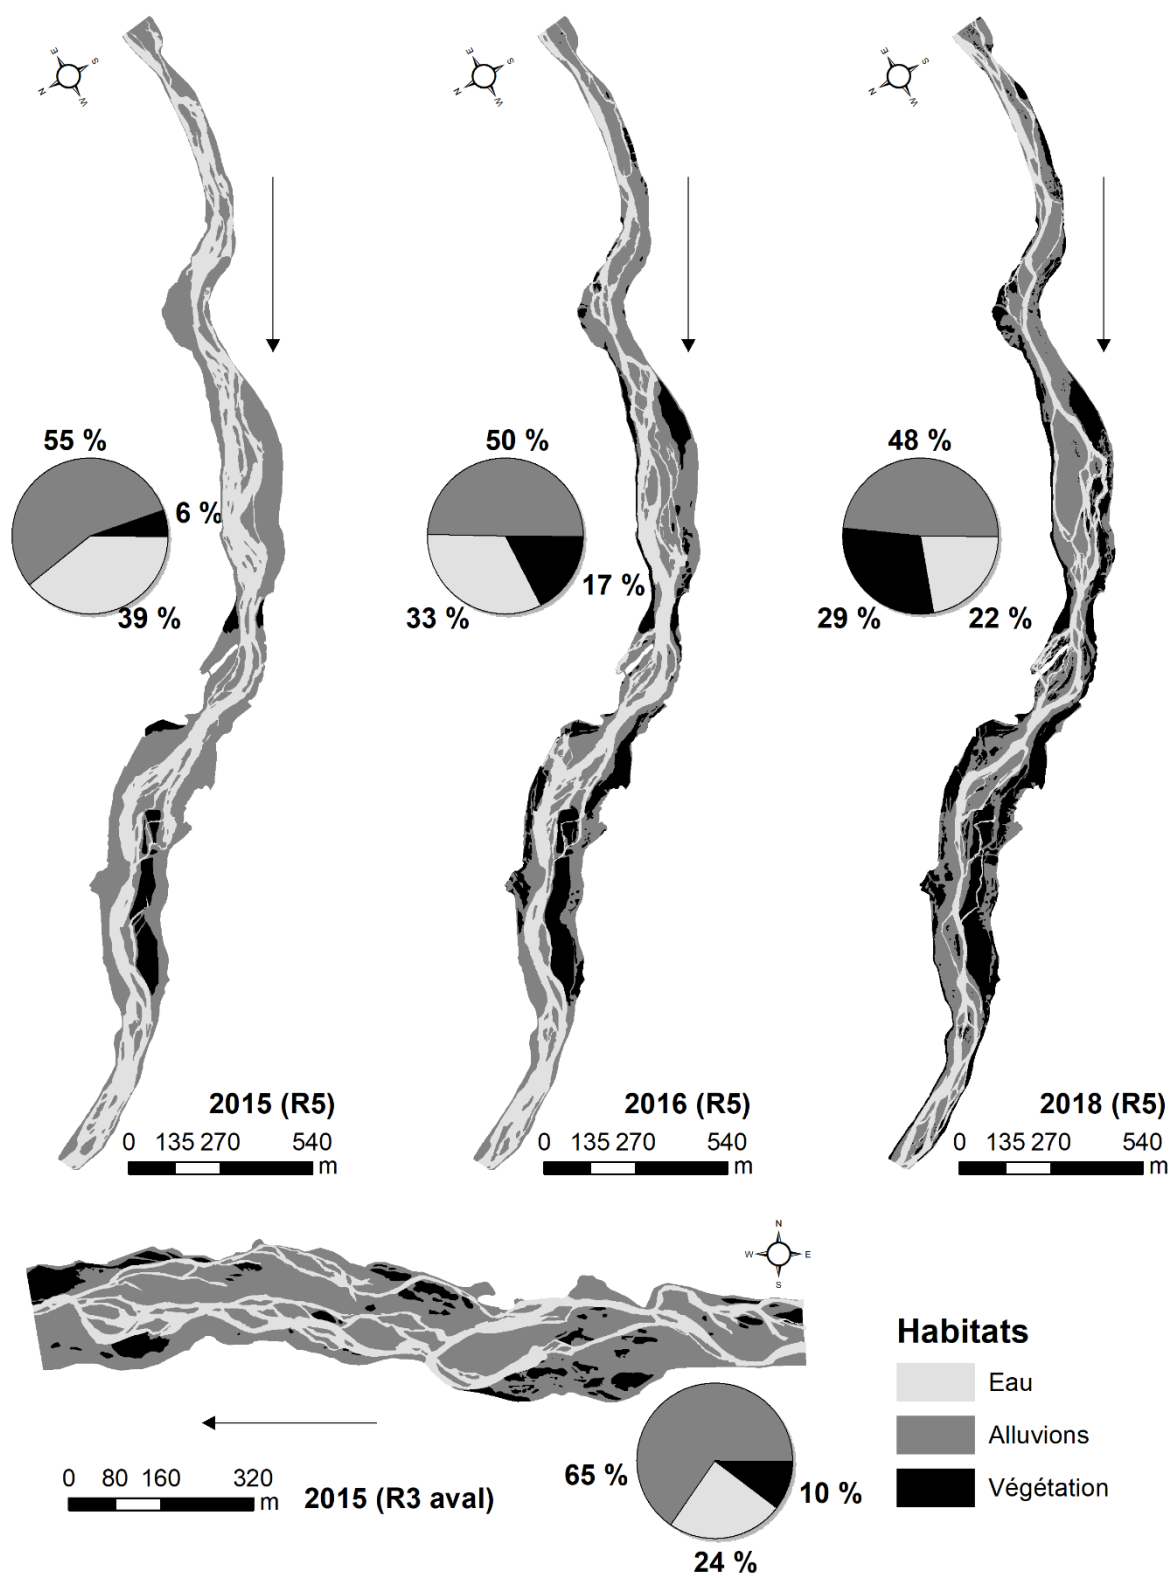 E
S
N
W
E
S
N
W
E
S
N
W
55 %
6 %
39 %
50 %
17 %
33 %
48 %
29 %
22 %
2015 (R5)
0 135 270 540
m
2016 (R5)
0 135 270 540
m
2018 (R5)
0 135 270 540
m
N
W
E
S
Habitats
Eau
Alluvions
Végétation
65 %
10 %
24 %
0 80 160 320
m
2015 (R3 aval)